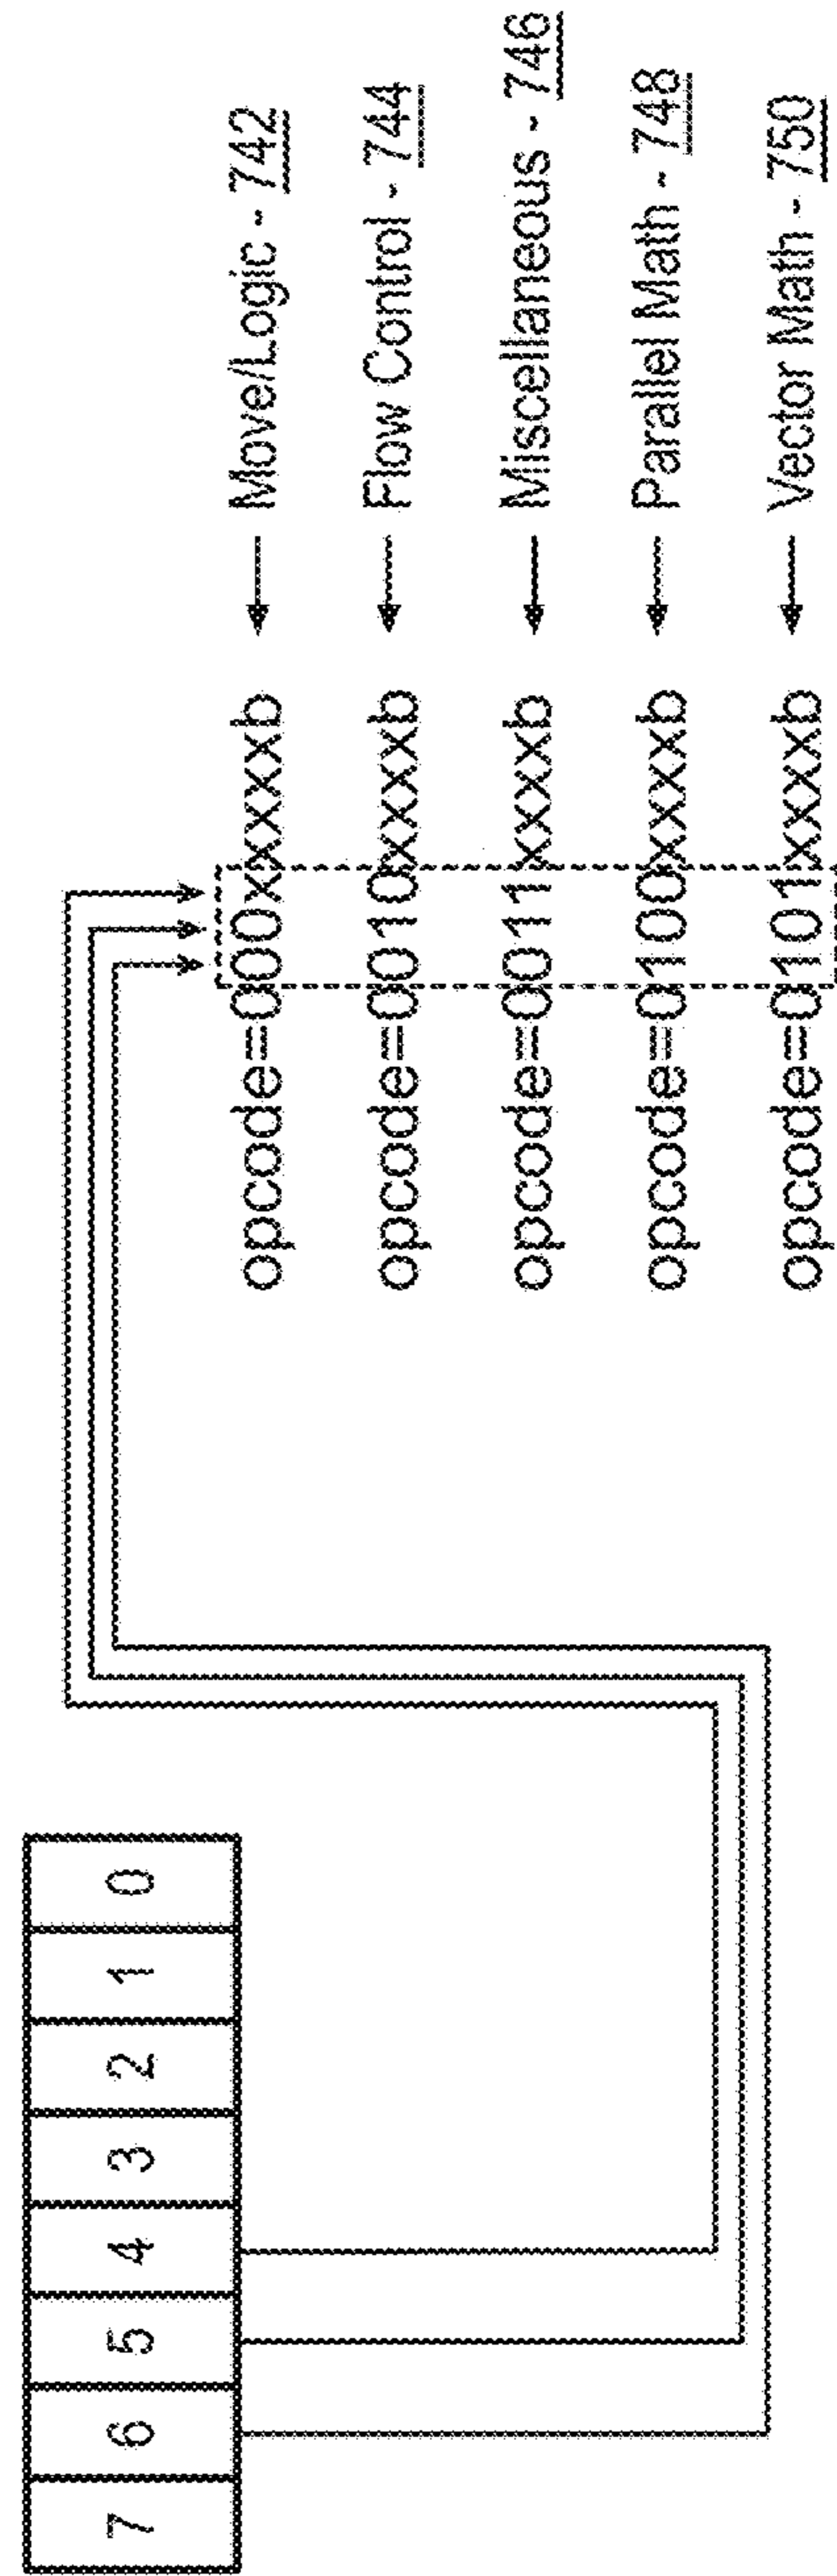 7 6 5 4 3 2 1 0
opcode=000xxxxxb ← Move/Logic - 742
opcode=0010xxxxb ← Flow Control - 744
opcode=0011xxxxb ← Miscellaneous - 746
opcode=0100xxxxb ← Parallel Math - 748
opcode=0101xxxxb ← Vector Math - 750